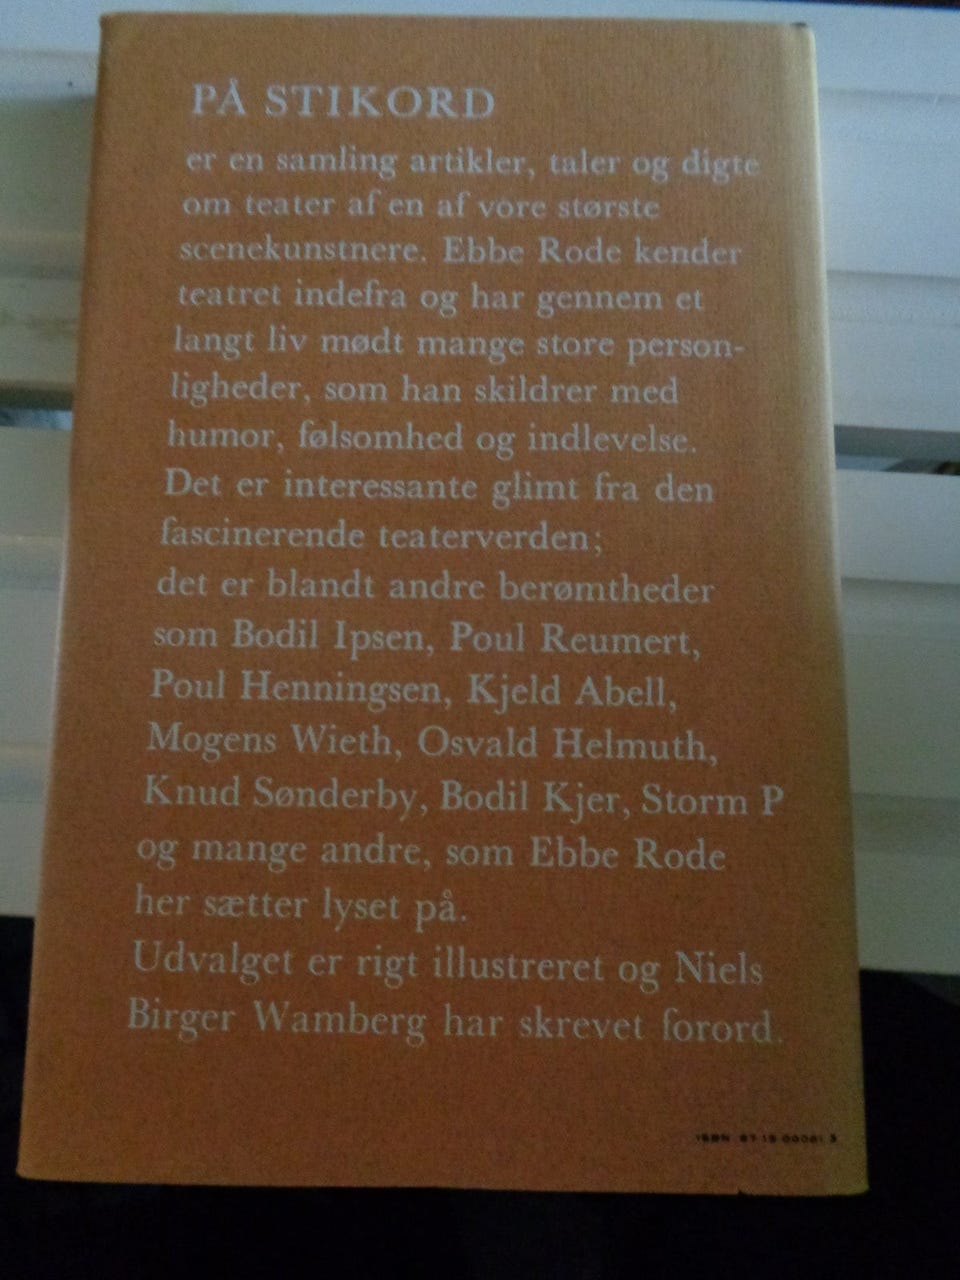 PÅ STIKORD
er en samling artikler, taler og digte
om teater af en af vore største
scenekunstnere. Ebbe Rode kender
teatret indefra og har gennem et
langt liv mødt mange store person-
ligheder, som han skildrer med
humor, følsomhed og indlevelse.
Det er interessante glimt fra den
fascinerende teaterverden;
det er blandt andre berømtheder
som Bodil Ipsen, Poul Reumert,
Poul Henningsen, Kjeld Abell,
Mogens Wieth, Osvald Helmuth,
Knud Sønderby, Bodil Kjer, Storm P
og mange andre, som Ebbe Rode
her sætter lyset på.
Udvalget er rigt illustreret og Niels
Birger Wamberg har skrevet forord.
ISBN